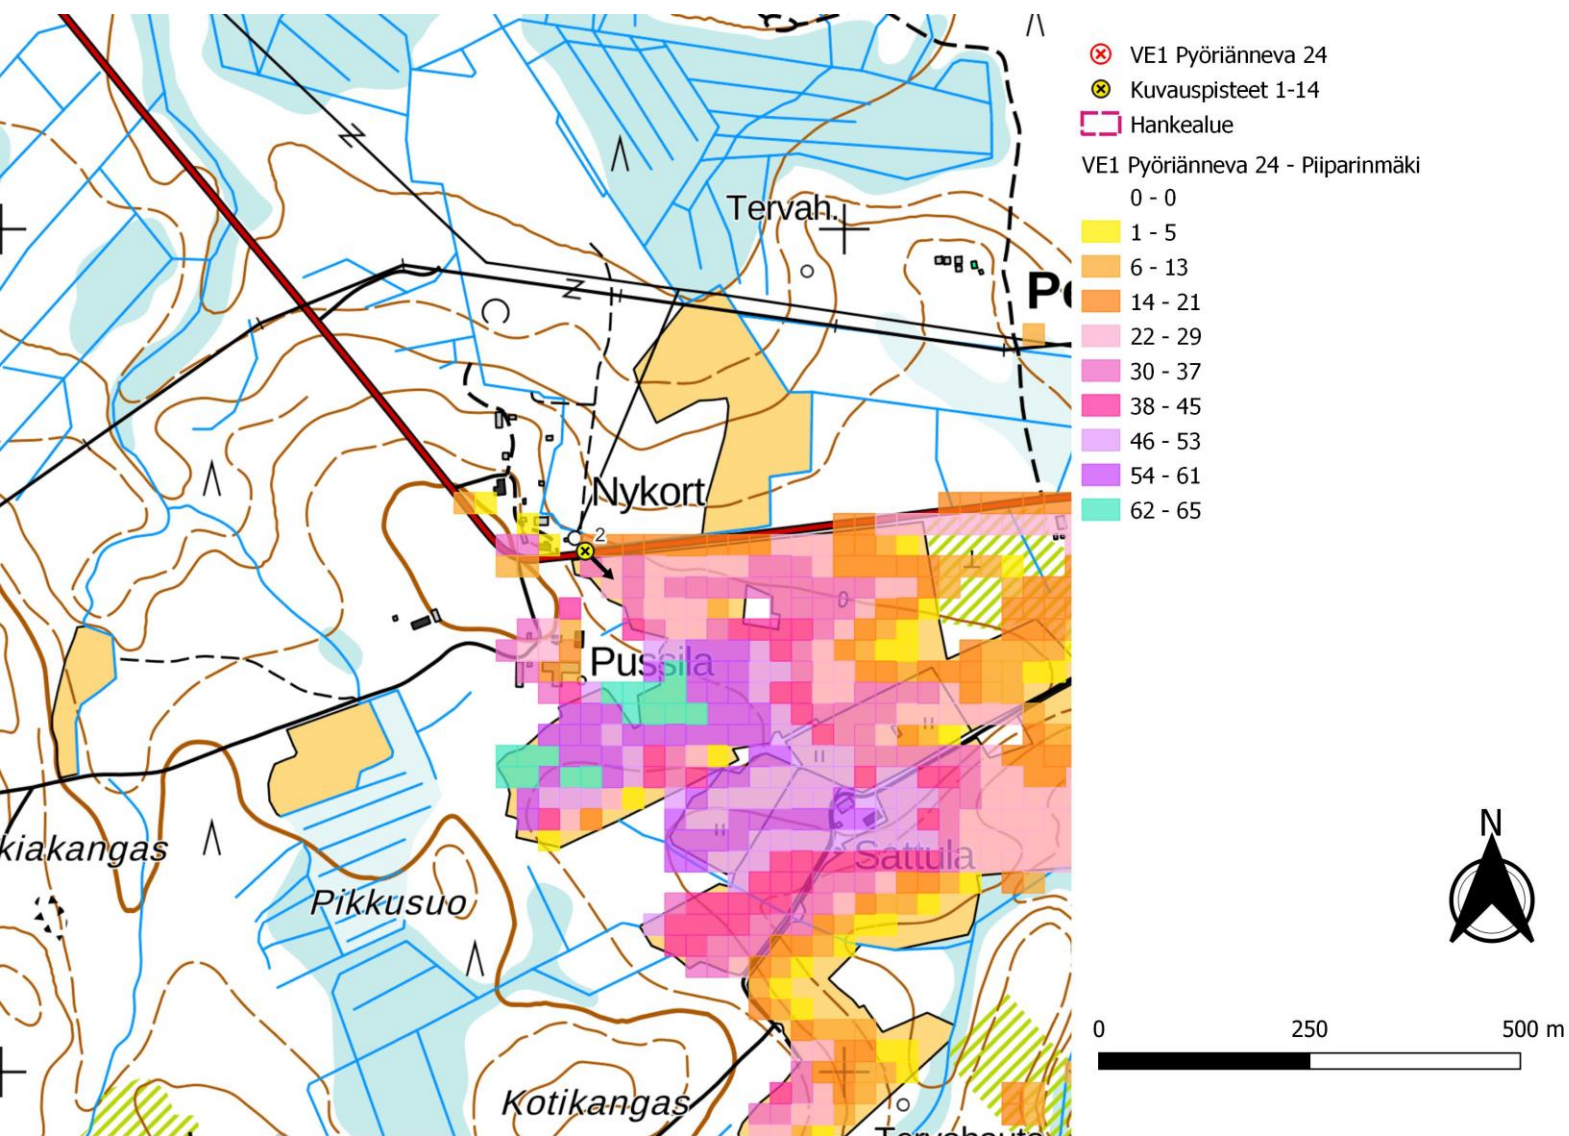 VE1 Pyöriänneva 24
Kuvauspisteet 1-14
Hankealue
VE1 Pyöriänneva 24 - Piiparinmäki
0 - 0
1 - 5
6 - 13
14 - 21
22 - 29
30 - 37
38 - 45
46 - 53
54 - 61
62 - 65
Tervah.
Pe
Nykort
2
Pussila
Sattula
kiakangas
Pikkusuo
Kotikangas
N
0 250 500 m